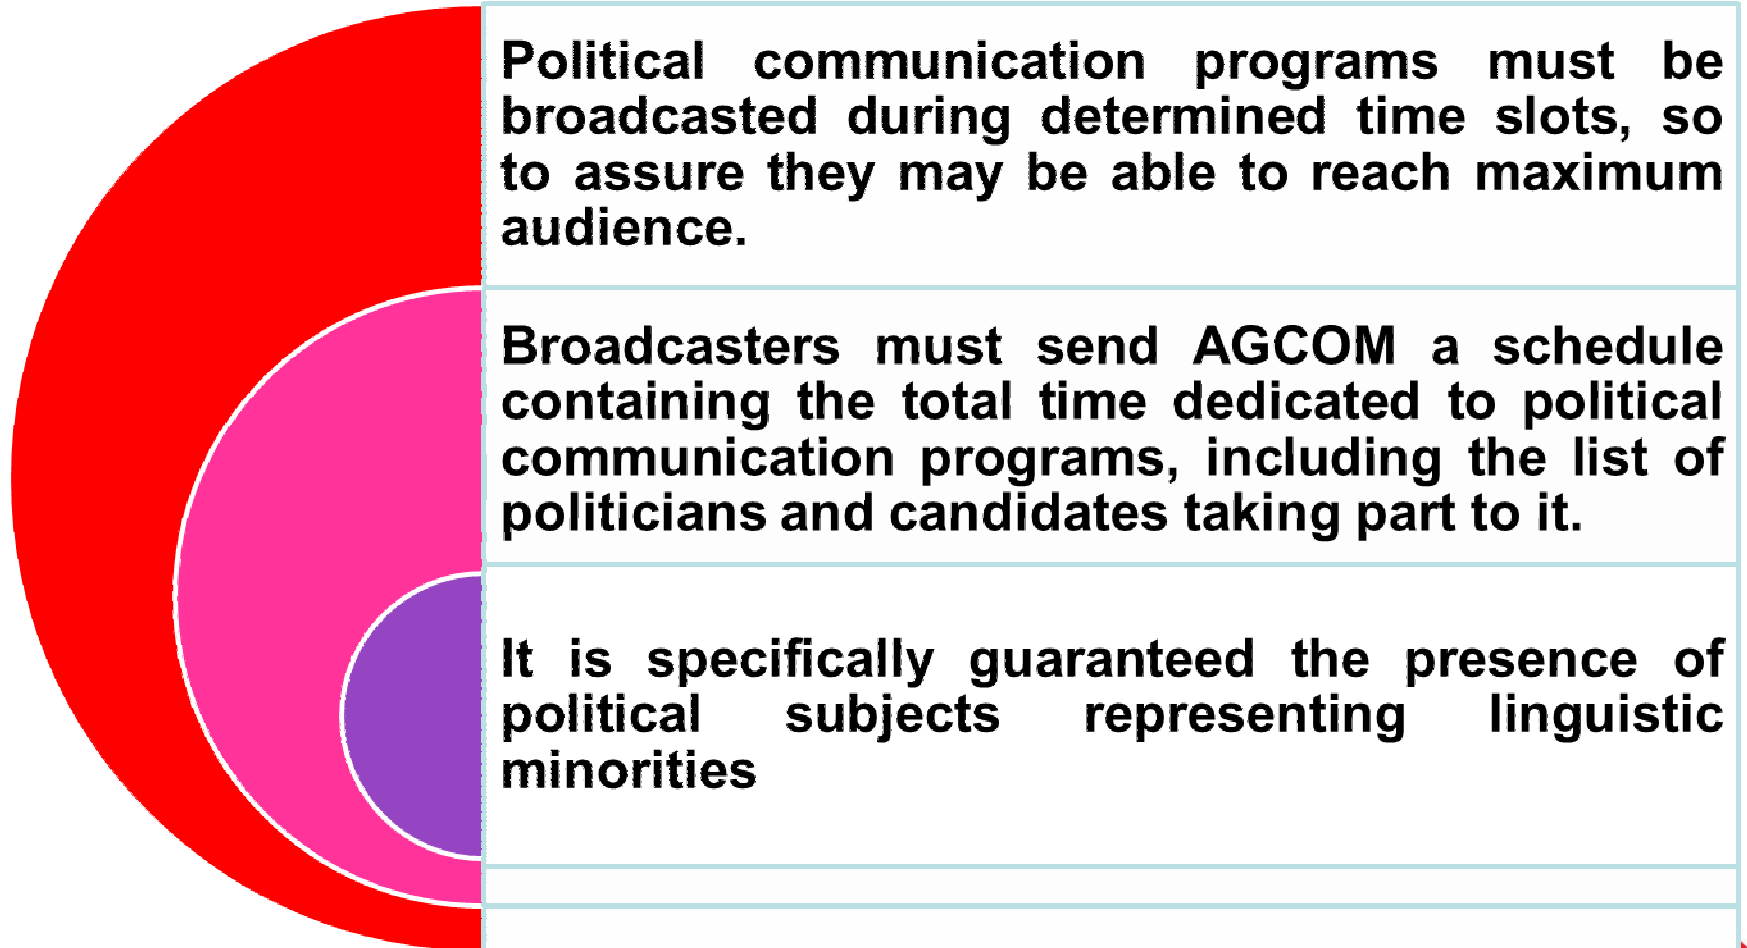 Political communication programs must be
broadcasted during determined time slots, so
to assure they may be able to reach maximum
audience.
Broadcasters must send AGCOM a schedule
containing the total time dedicated to political
communication programs, including the list of
politicians and candidates taking part to it.
It is specifically guaranteed the presence of
political subjects representing linguistic
minorities